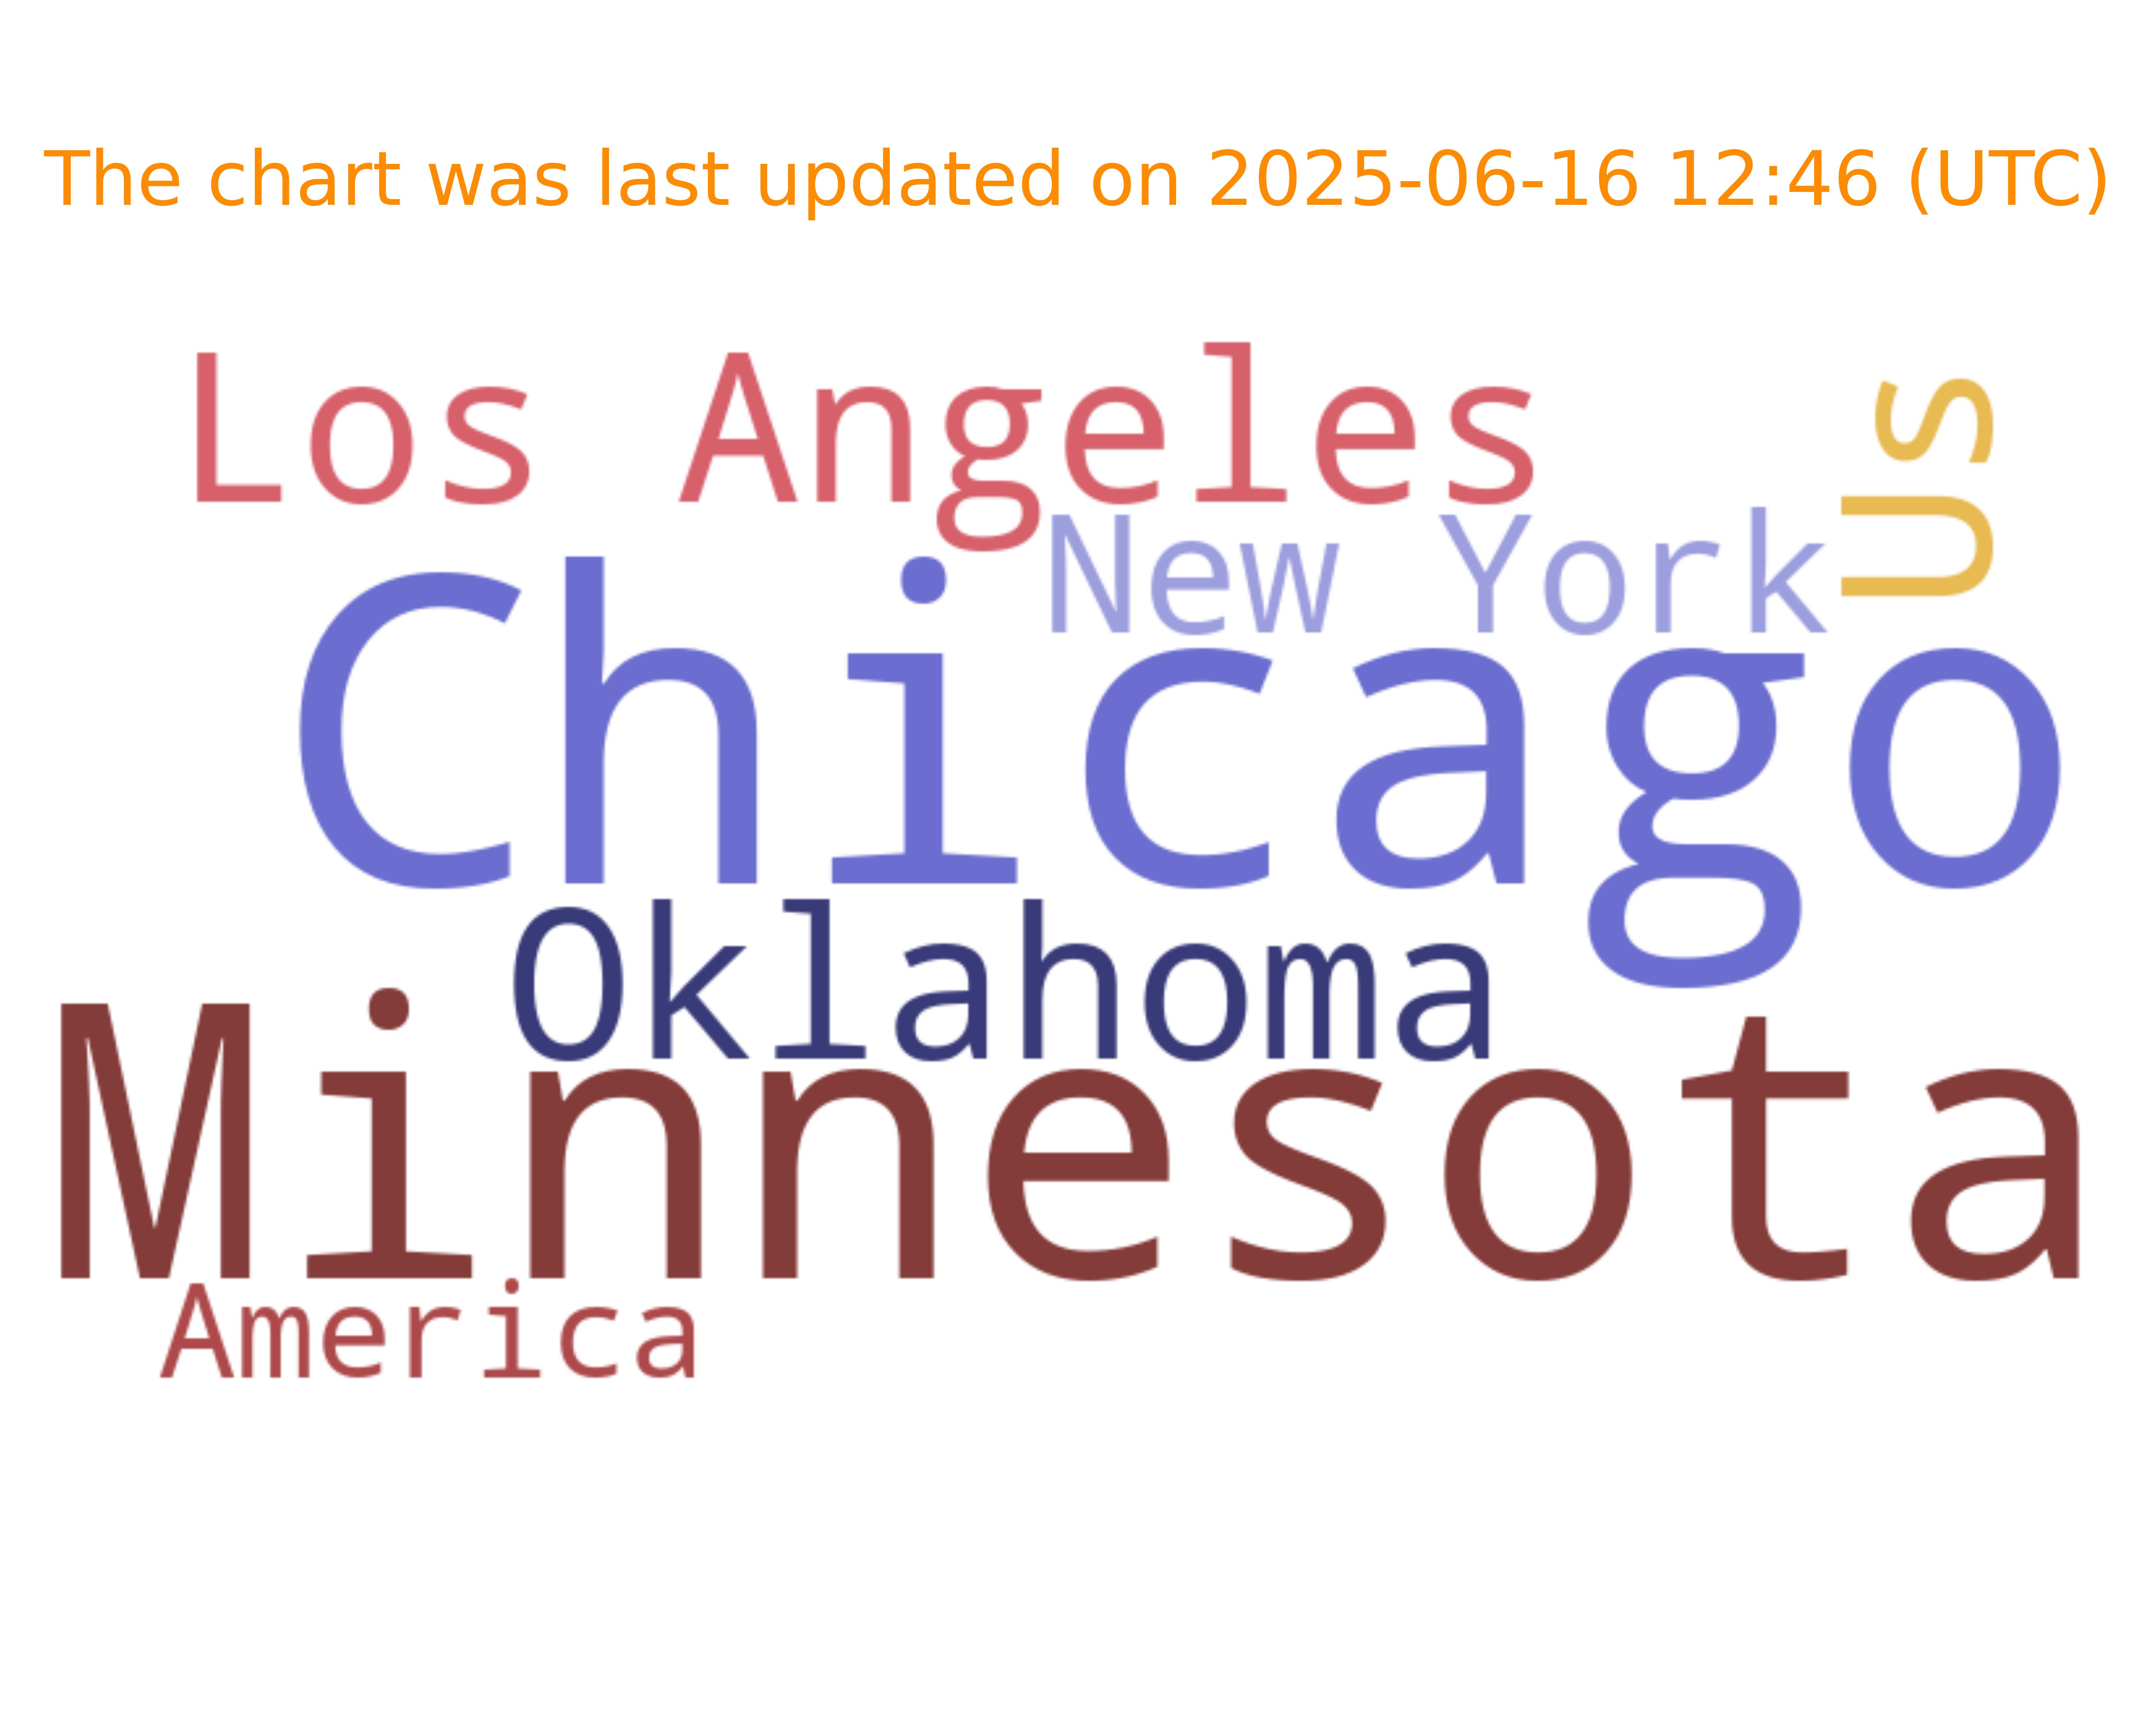 The chart was last updated on 2025-06-16 12:46 (UTC)
Los Angeles
US
New York
Chicago
Oklahoma
Minnesota
America